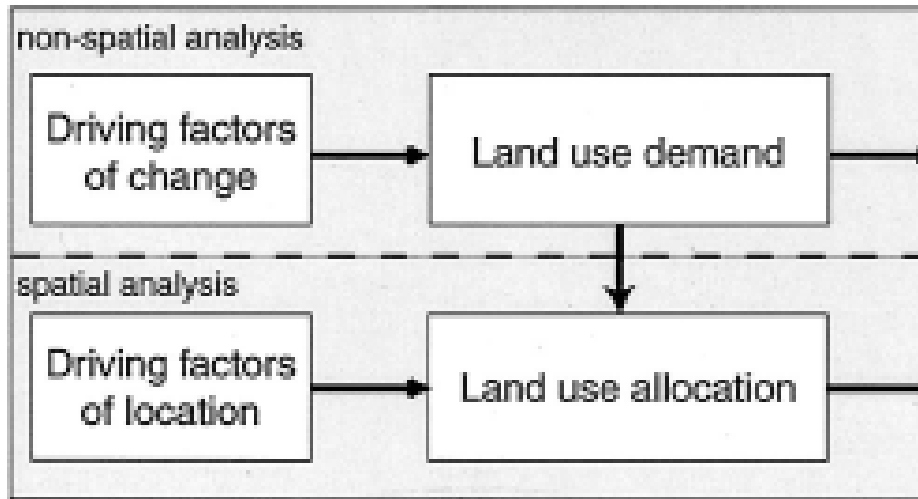 non-spatial analysis
Driving factors
of change
Land use demand
spatial analysis
Driving factors
of location
Land use allocation